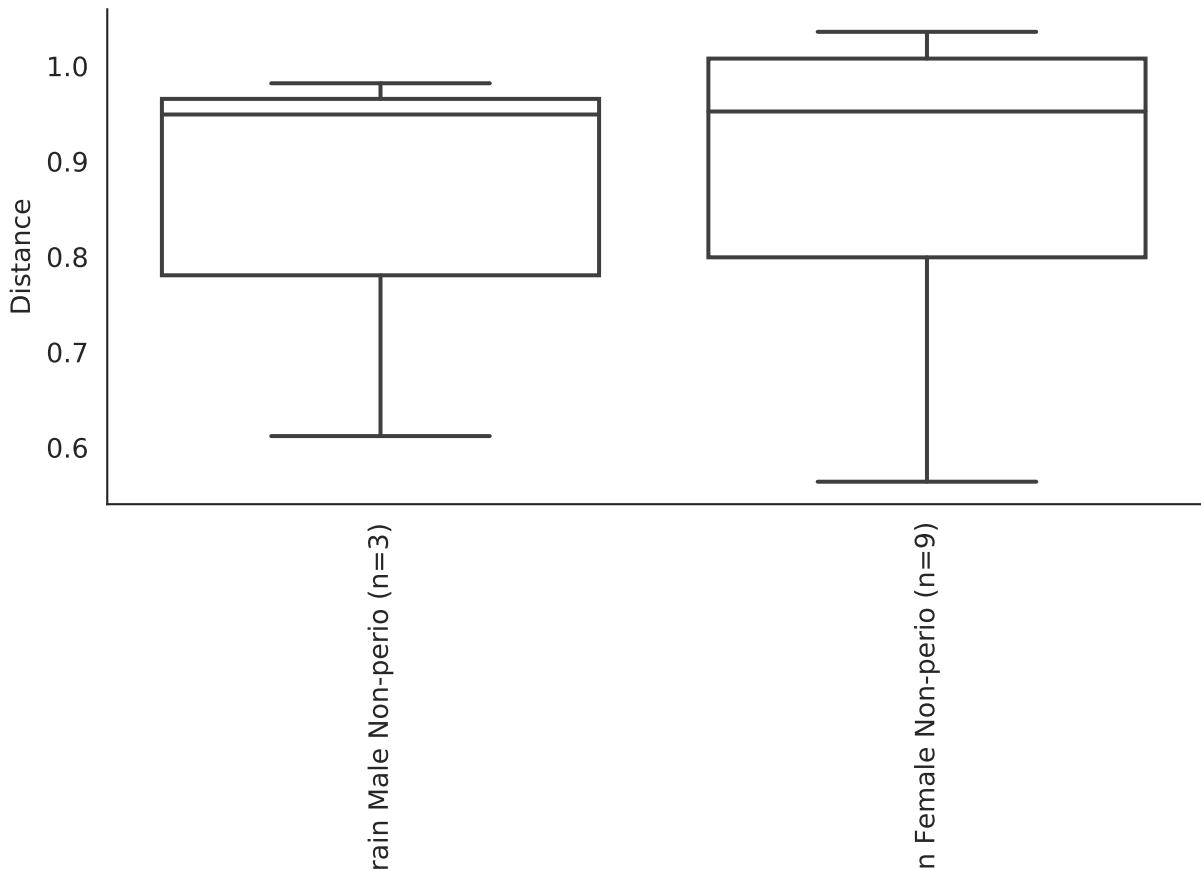 Distance
1.0
0.9
0.8
0.7
0.6
rain Male Non-perio (n=3)
n Female Non-perio (n=9)